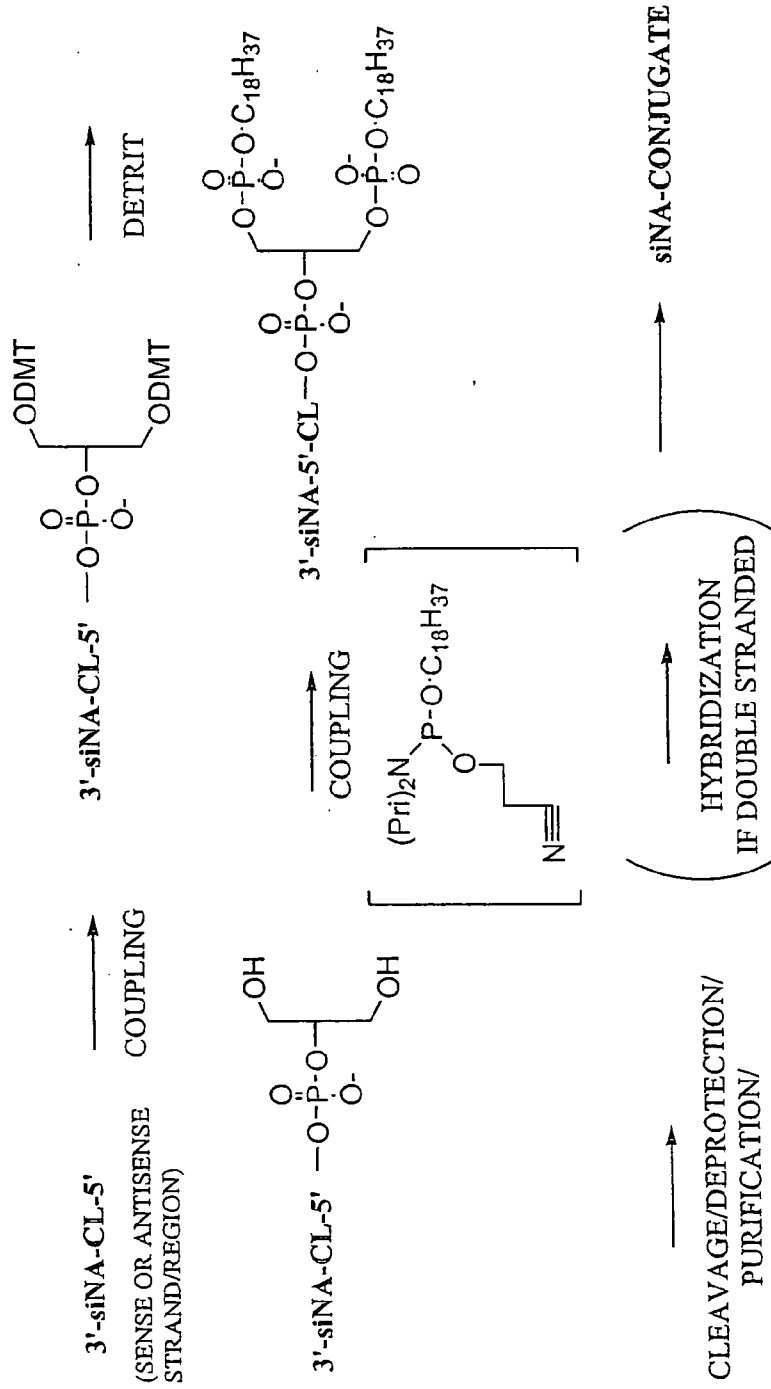 3'-siNA-CL-5'
(SENSE OR ANTISENSE
STRAND/REGION)
COUPLING
3'-siNA-CL-5'
—O-P-O
O
O-
ODMT
ODMT
DETRIT
3'-siNA-CL-5'
—O-P-O
O
O-
OH
OH
COUPLING
(Pri)2N
P-O·C18H37
O
N
3'-siNA-5'-CL
—O-P-O
O
O-
O-P-O·C18H37
O
O-
O-P-O·C18H37
O-
O
CLEAVAGE/DEPROTECTION/
PURIFICATION/
HYBRIDIZATION
IF DOUBLE STRANDED
siNA-CONJUGATE